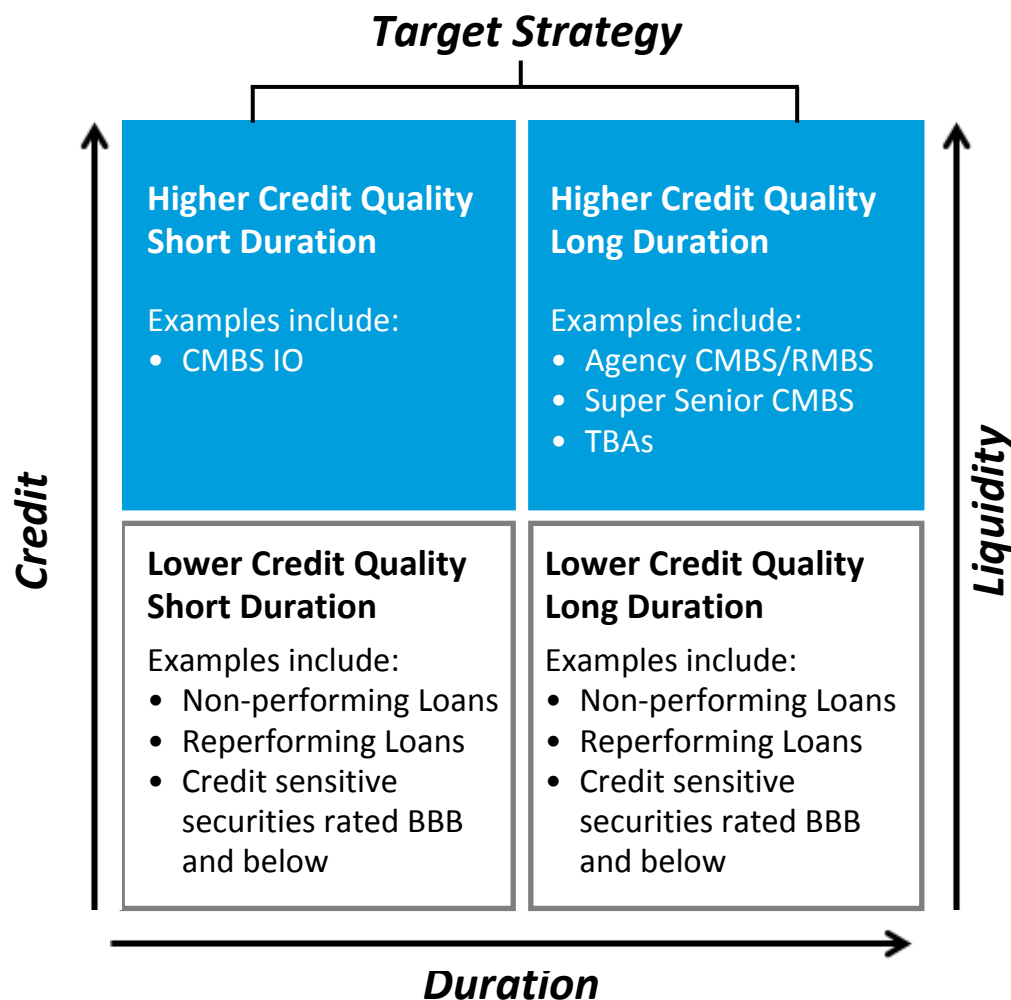 Target Strategy
Higher Credit Quality
Short Duration
Examples include:
• CMBS IO
Higher Credit Quality
Long Duration
Examples include:
• Agency CMBS/RMBS
• Super Senior CMBS
• TBAs
Credit
Liquidity
Lower Credit Quality
Short Duration
Examples include:
• Non-performing Loans
• Reperforming Loans
• Credit sensitive
securities rated BBB
and below
Lower Credit Quality
Long Duration
Examples include:
• Non-performing Loans
• Reperforming Loans
• Credit sensitive
securities rated BBB
and below
Duration